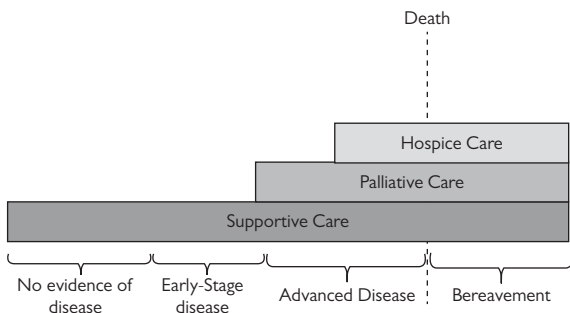 Death
Hospice Care
Palliative Care
Supportive Care
No evidence of
disease
Early-Stage
disease
Advanced Disease
Bereavement